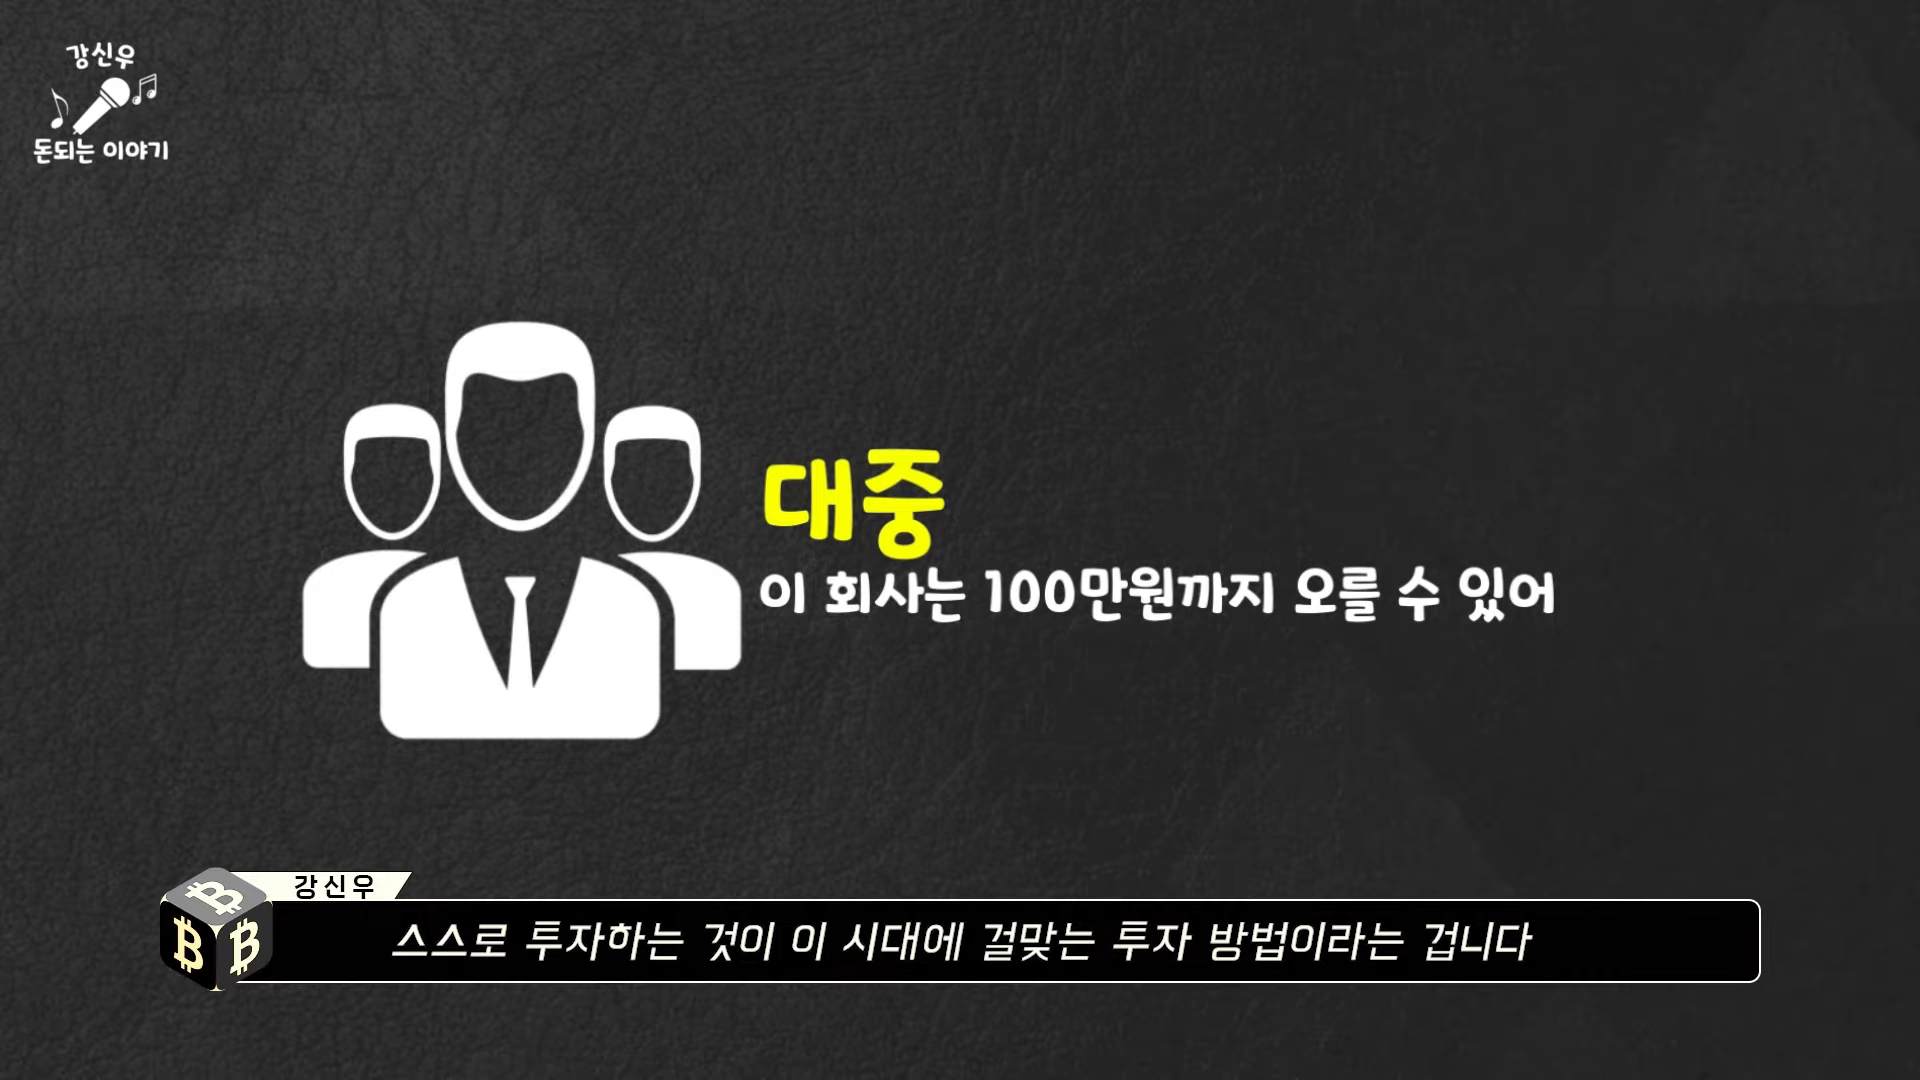 강신우
돈되는 이야기
대중
이 회사는 100만원까지 오를 수 있어
강신우
스스로 투자하는 것이 이 시대에 걸맞는 투자 방법이라는 겁니다